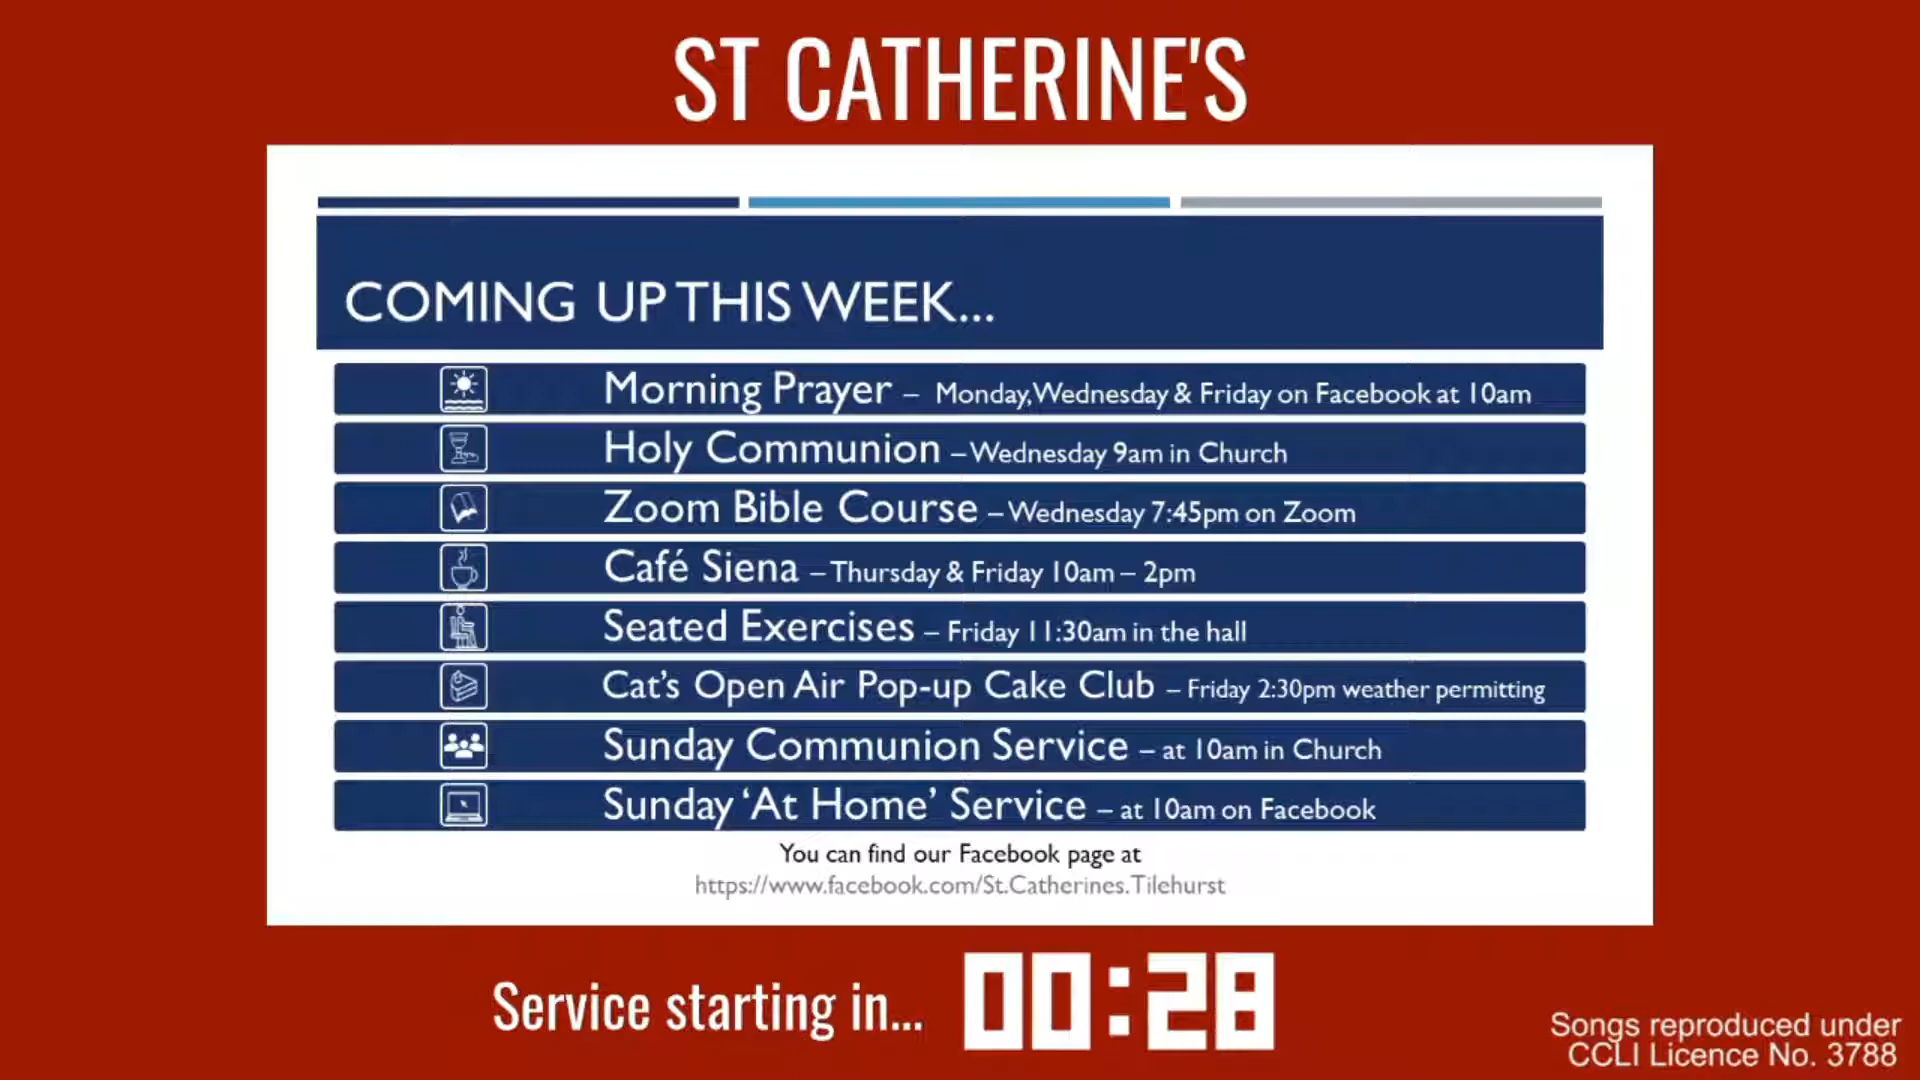 ST CATHERINE'S
COMING UP THIS WEEK...
Morning Prayer – Monday, Wednesday & Friday on Facebook at 10am
Holy Communion – Wednesday 9am in Church
Zoom Bible Course – Wednesday 7:45pm on Zoom
Café Siena – Thursday & Friday 10am – 2pm
Seated Exercises – Friday 11:30am in the hall
Cat's Open Air Pop-up Cake Club – Friday 2:30pm weather permitting
Sunday Communion Service – at 10am in Church
Sunday ‘At Home’ Service – at 10am on Facebook
You can find our Facebook page at
https://www.facebook.com/St.Catherines.Tilehurst
Service starting in... 00:28
Songs reproduced under
CCLI Licence No. 3788